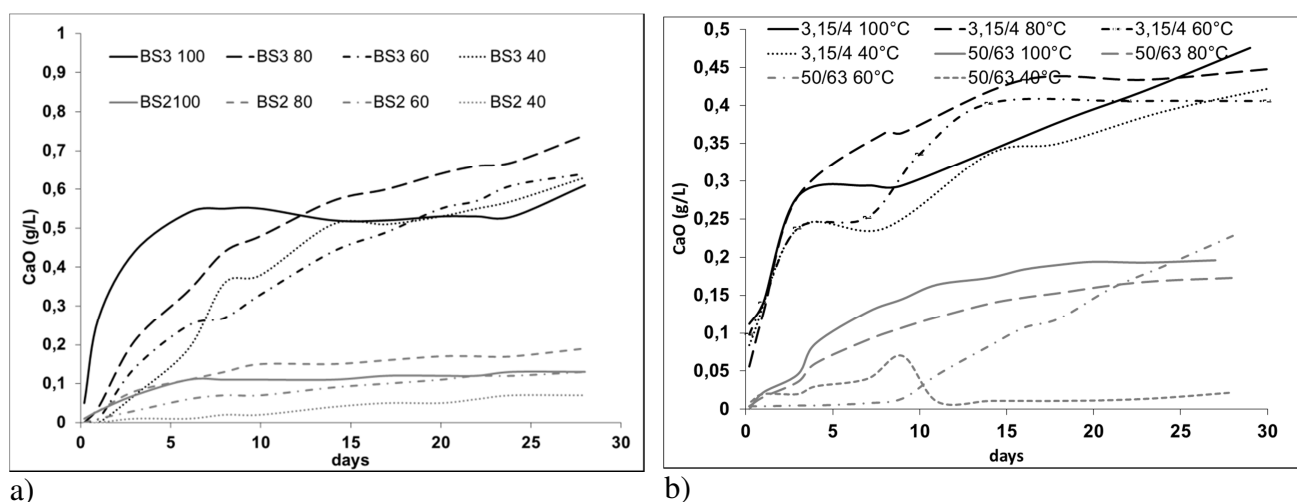 a)
CaO (g/L)
1
0,9
0,8
0,7
0,6
0,5
0,4
0,3
0,2
0,1
0
BS3 100 BS3 80 BS3 60 BS3 40
BS2100 BS2 80 BS2 60 BS2 40
0 5 10 15 20 25 30
days
b)
CaO (g/L)
0,5
0,45
0,4
0,35
0,3
0,25
0,2
0,15
0,1
0,05
0
3,15/4 100°C 3,15/4 80°C 3,15/4 60°C
3,15/4 40°C 50/63 100°C 50/63 80°C
50/63 60°C 50/63 40°C
0 5 10 15 20 25 30
days